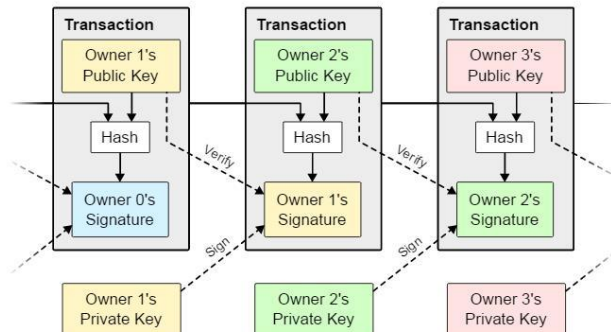 Transaction
Transaction
Transaction
Owner 1's
Public Key
Owner 2's
Public Key
Owner 3's
Public Key
Hash
Hash
Hash
Verify
Verify
Owner 0's
Signature
Owner 1's
Signature
Owner 2's
Signature
Sign
Sign
Owner 1's
Private Key
Owner 2's
Private Key
Owner 3's
Private Key